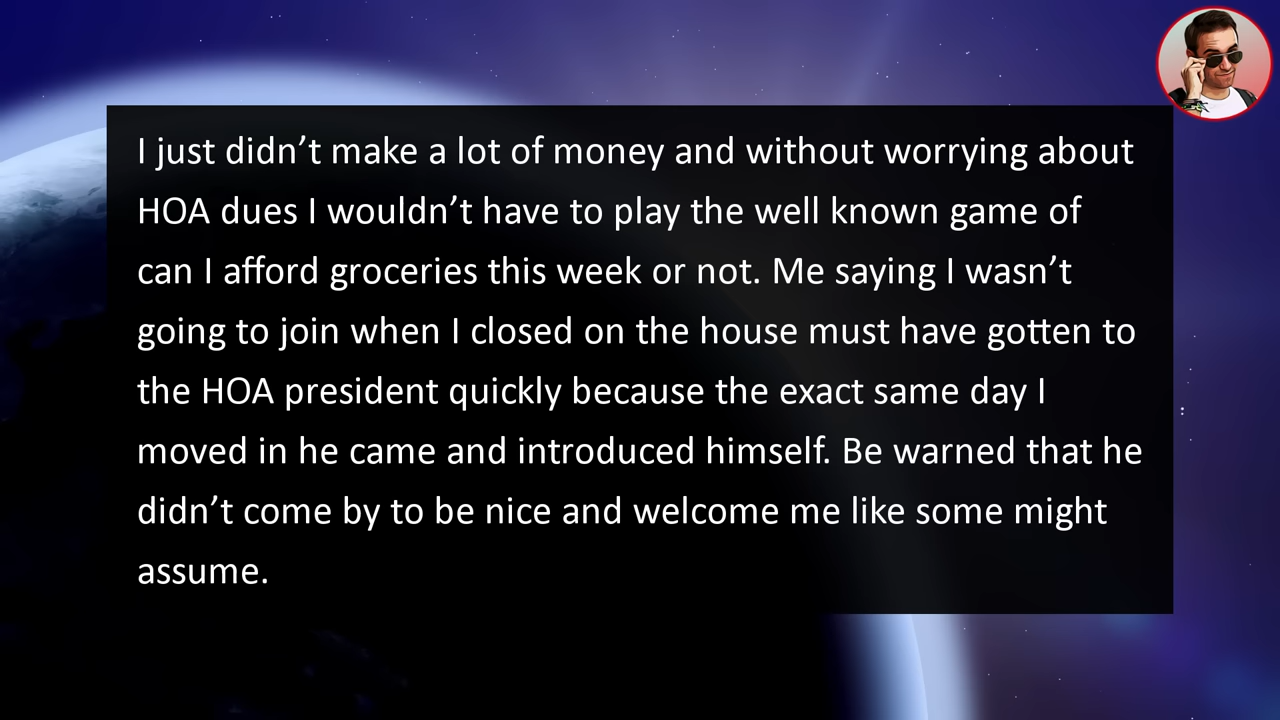 I just didn’t make a lot of money and without worrying about
HOA dues I wouldn’t have to play the well known game of
can I afford groceries this week or not. Me saying I wasn’t
going to join when I closed on the house must have gotten to
the HOA president quickly because the exact same day I
moved in he came and introduced himself. Be warned that he
didn’t come by to be nice and welcome me like some might
assume.